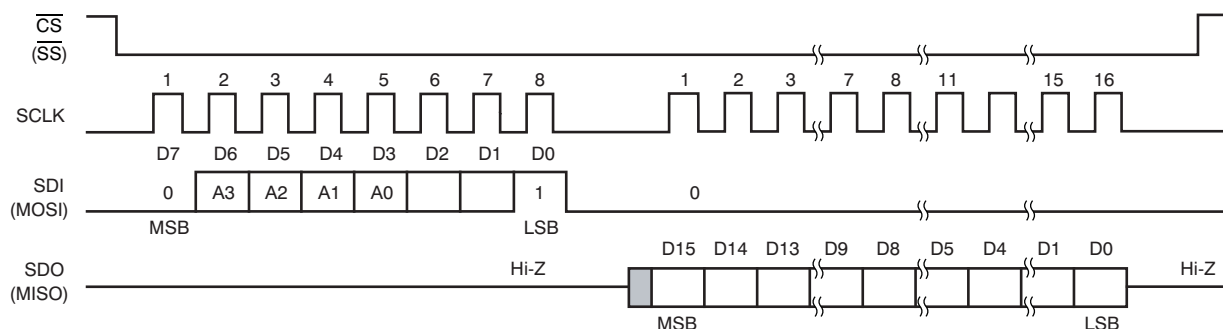 CS
(SS)
1 2 3 4 5 6 7 8 1 2 3 7 8 11 15 16
SCLK
D7 D6 D5 D4 D3 D2 D1 D0
SDI
(MOSI)
0 A3 A2 A1 A0 1 0
MSB LSB
D15 D14 D13 D9 D8 D5 D4 D1 D0
SDO
(MISO)
Hi-Z Hi-Z
MSB LSB